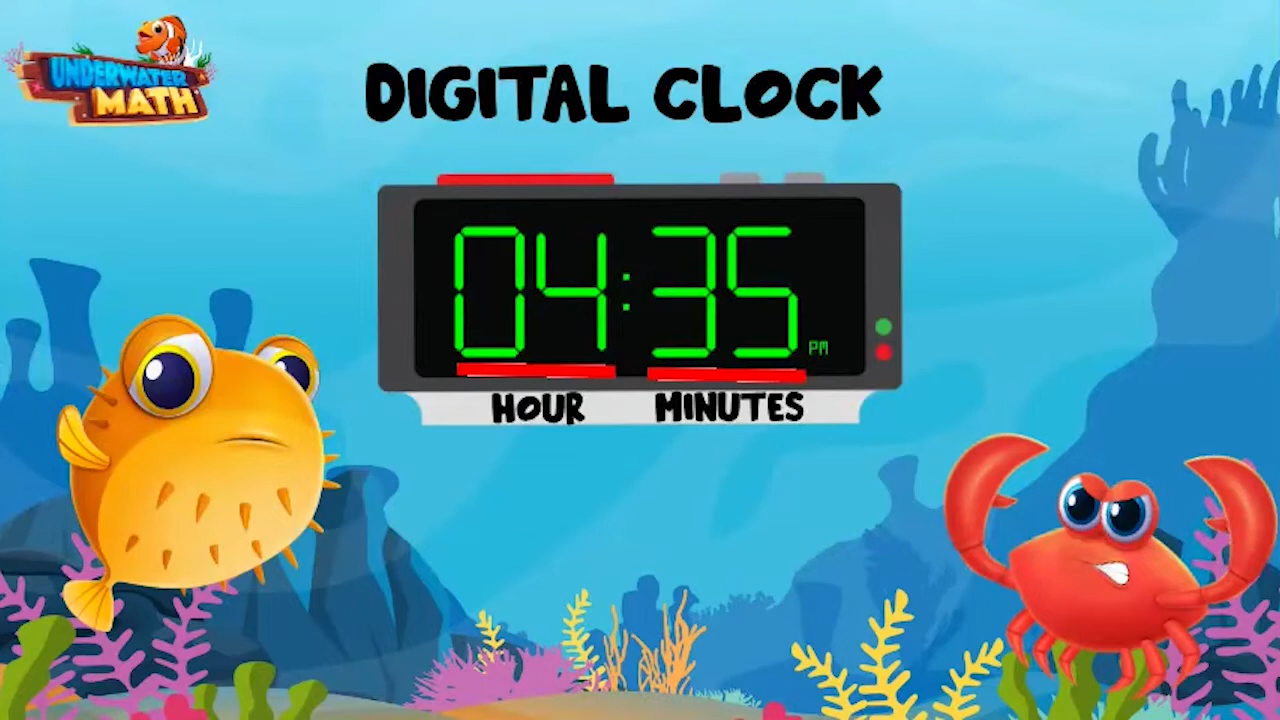 UNDERWATER
MATH
DIGITAL CLOCK
04:35 PM
HOUR MINUTES